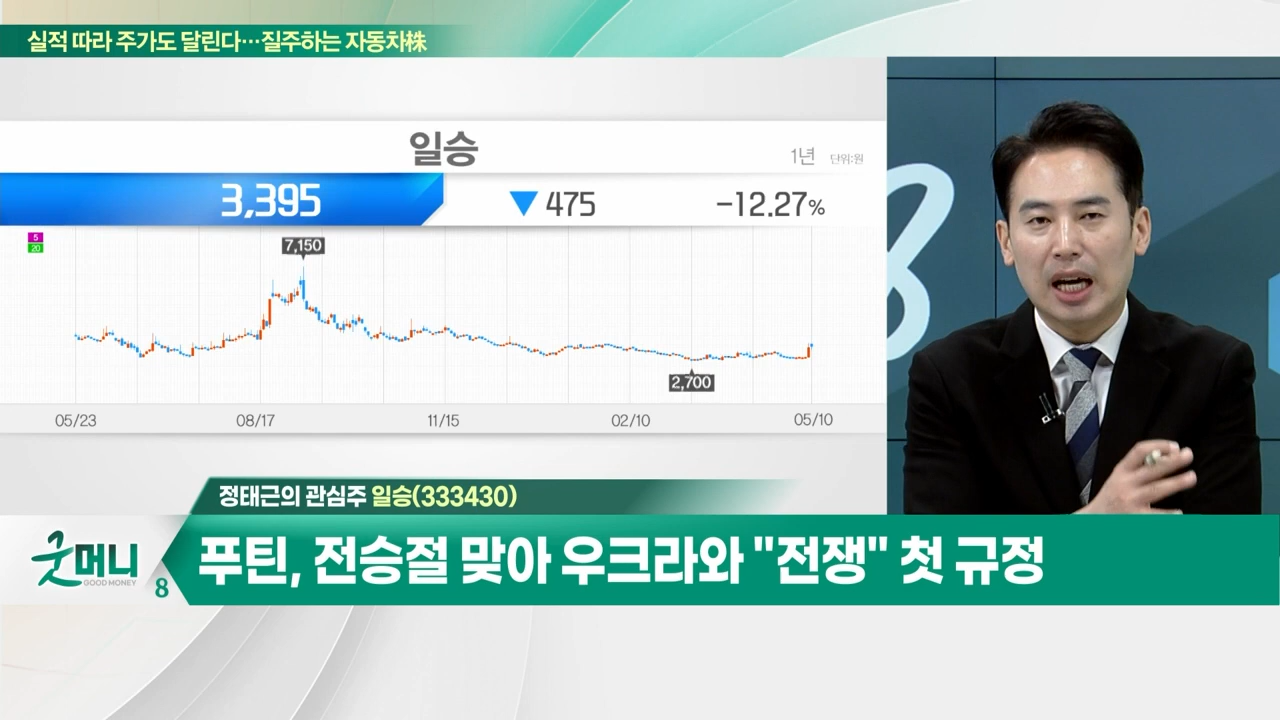 실적 따라 주가도 달린다…질주하는 자동차株
일승
1년 단위:원
3,395 ▼ 475 -12.27%
5
20
7,150
2,700
05/23 08/17 11/15 02/10 05/10
정태근의 관심주 일승(333430)
굿머니
GOOD MONEY
8
푸틴, 전승절 맞아 우크라와 "전쟁" 첫 규정